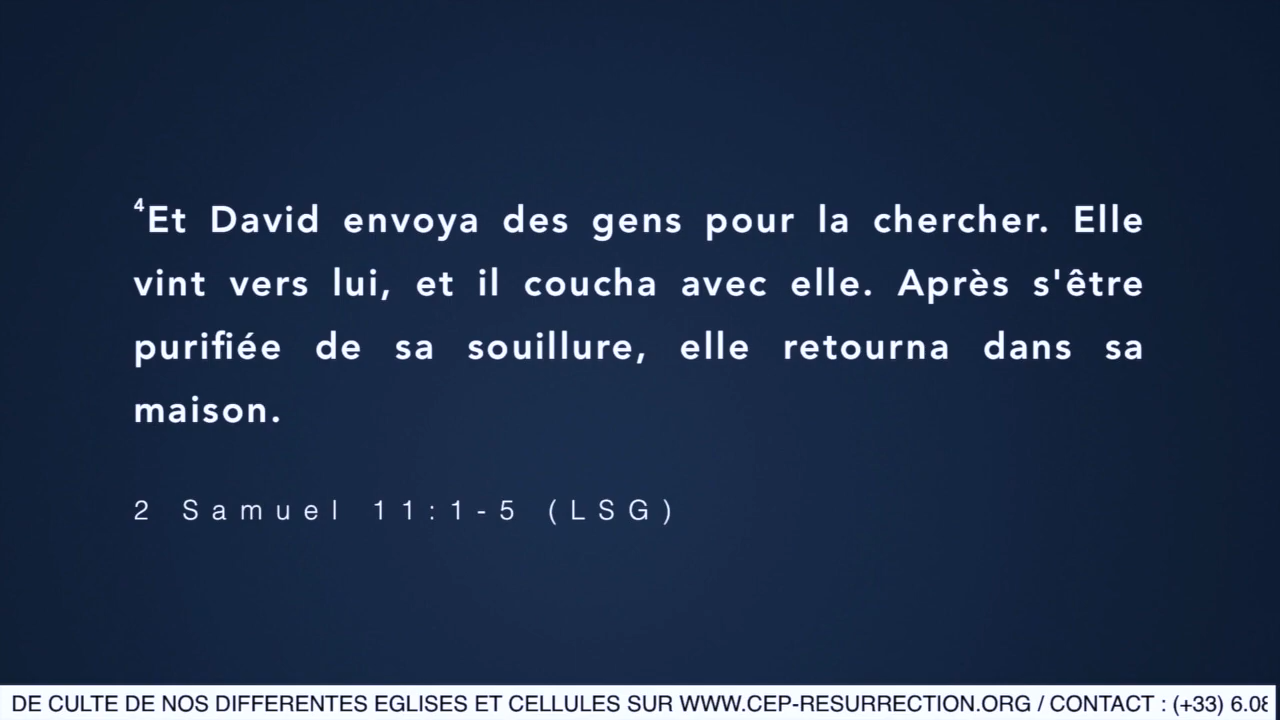 ⁴Et David envoya des gens pour la chercher. Elle
vint vers lui, et il coucha avec elle. Après s'être
purifiée de sa souillure, elle retourna dans sa
maison.
2 Samuel 11:1-5 (LSG)
DE CULTE DE NOS DIFFERENTES EGLISES ET CELLULES SUR WWW.CEP-RESURRECTION.ORG / CONTACT : (+33) 6.08